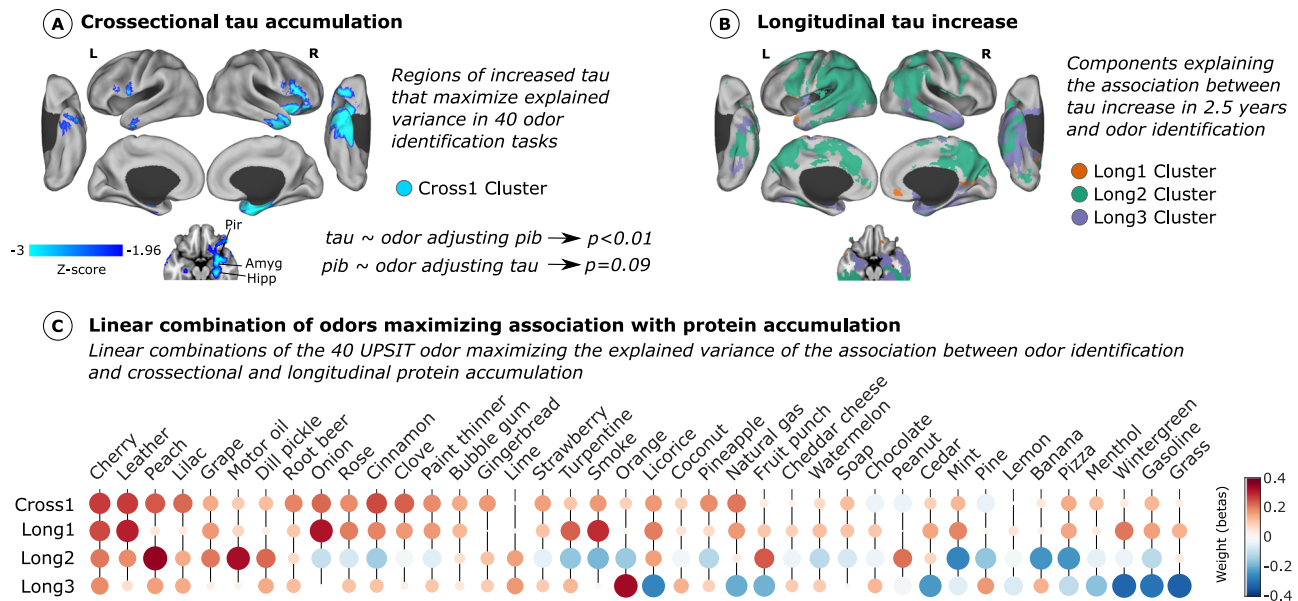 A Crossectional tau accumulation
L R
Regions of increased tau
that maximize explained
variance in 40 odor
identification tasks
Cross1 Cluster
Pir
Amyg
Hipp
-3 -1.96
Z-score
tau ~ odor adjusting pib p<0.01
pib ~ odor adjusting tau p=0.09
B Longitudinal tau increase
L R
Components explaining
the association between
tau increase in 2.5 years
and odor identification
Long1 Cluster
Long2 Cluster
Long3 Cluster
C Linear combination of odors maximizing association with protein accumulation
Linear combinations of the 40 UPSIT odor maximizing the explained variance of the association between odor identification
and crossectional and longitudinal protein accumulation
Cherry
Leather
Peach
Lilac
Grape
Motor oil
Dill pickle
Root beer
Onion
Rose
Cinnamon
Clove
Paint thinner
Bubble gum
Gingerbread
Lime
Strawberry
Turpentine
Smoke
Orange
Licorice
Coconut
Pineapple
Natural gas
Fruit punch
Cheddar cheese
Watermelon
Soap
Chocolate
Peanut
Cedar
Mint
Pine
Lemon
Banana
Pizza
Menthol
Wintergreen
Gasoline
Grass
Cross1
Long1
Long2
Long3
Weight (betas)
0.4
0.2
0
-0.2
-0.4